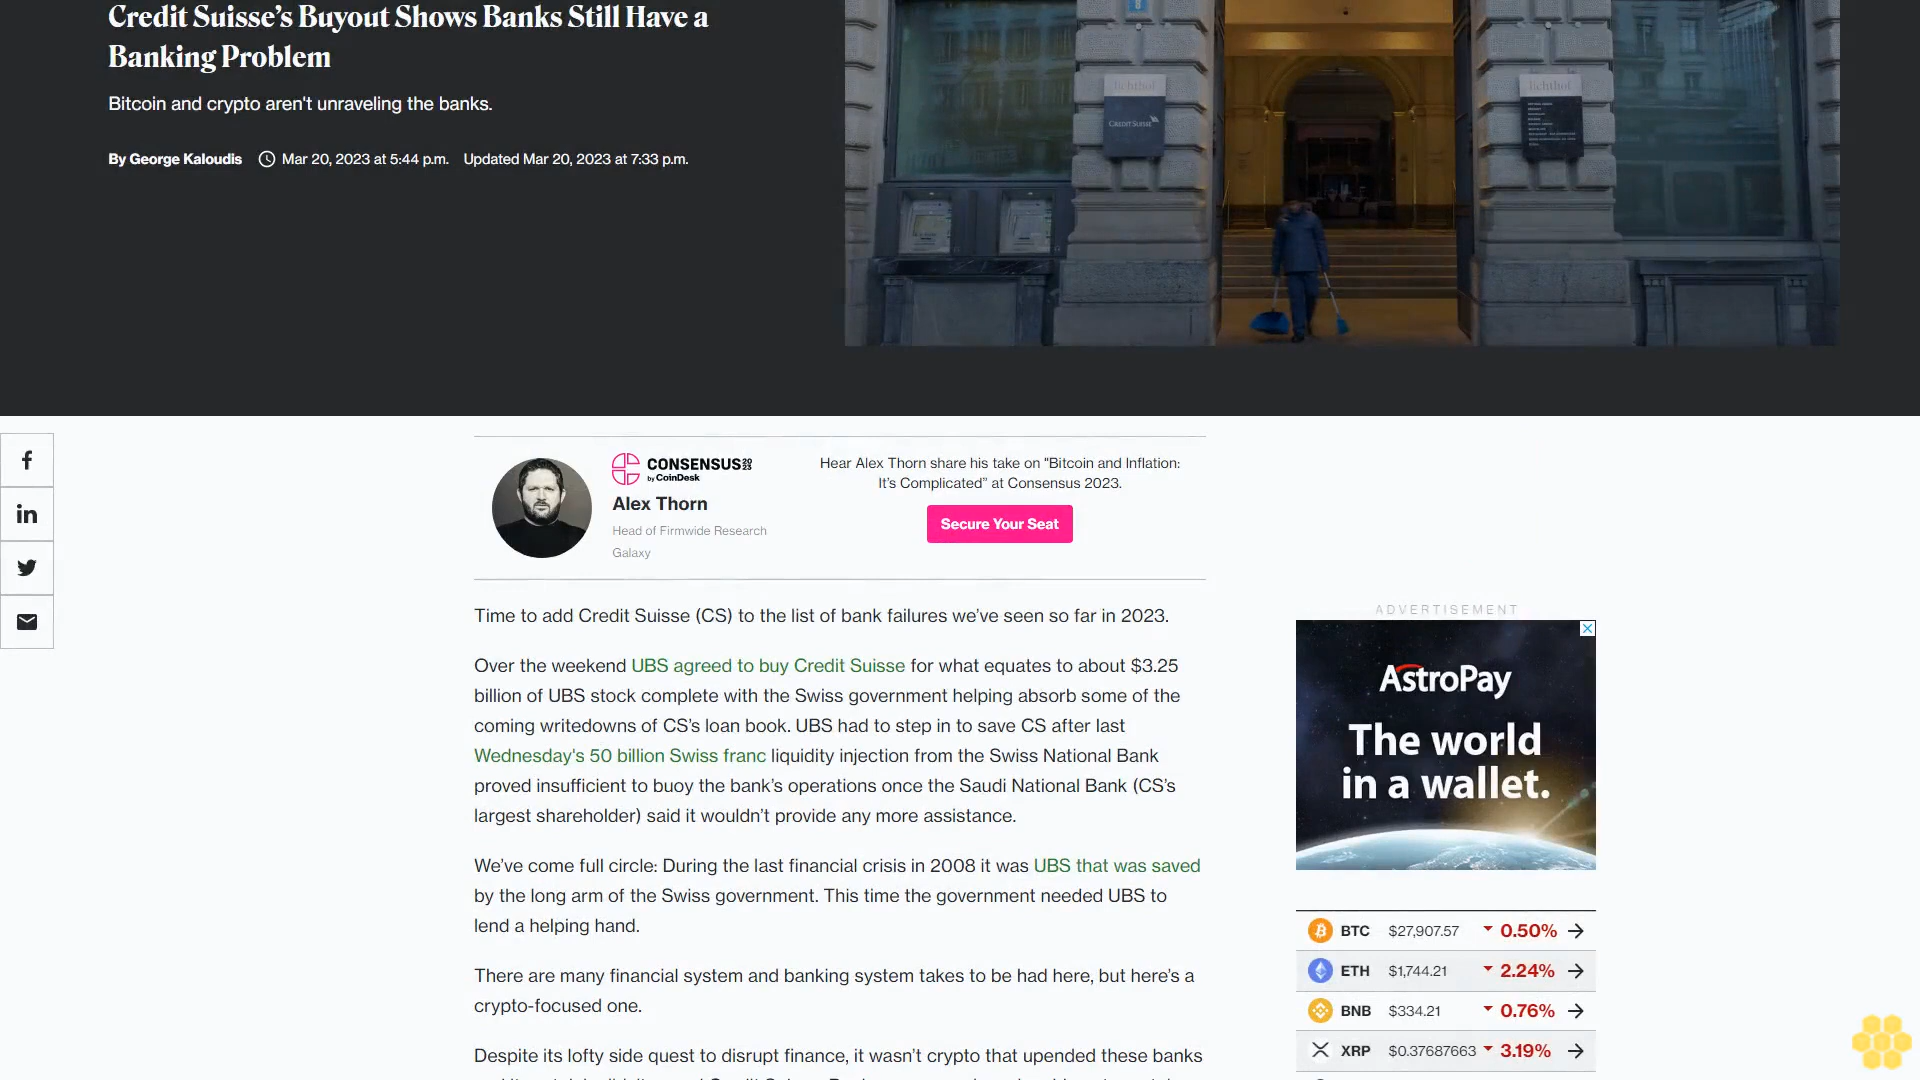 Credit Suisse’s Buyout Shows Banks Still Have a
Banking Problem
Bitcoin and crypto aren't unraveling the banks.
By George Kaloudis Mar 20, 2023 at 5:44 p.m. Updated Mar 20, 2023 at 7:33 p.m.
8
lichthof
CREDIT SUISSE
lichthof
CONSENSUS 2023
by CoinDesk
Alex Thorn
Head of Firmwide Research
Galaxy
Hear Alex Thorn share his take on "Bitcoin and Inflation:
It’s Complicated” at Consensus 2023.
Secure Your Seat
Time to add Credit Suisse (CS) to the list of bank failures we’ve seen so far in 2023.
Over the weekend UBS agreed to buy Credit Suisse for what equates to about $3.25
billion of UBS stock complete with the Swiss government helping absorb some of the
coming writedowns of CS’s loan book. UBS had to step in to save CS after last
Wednesday's 50 billion Swiss franc liquidity injection from the Swiss National Bank
proved insufficient to buoy the bank’s operations once the Saudi National Bank (CS’s
largest shareholder) said it wouldn’t provide any more assistance.
We’ve come full circle: During the last financial crisis in 2008 it was UBS that was saved
by the long arm of the Swiss government. This time the government needed UBS to
lend a helping hand.
There are many financial system and banking system takes to be had here, but here’s a
crypto-focused one.
Despite its lofty side quest to disrupt finance, it wasn’t crypto that upended these banks
ADVERTISEMENT
AstroPay
The world
in a wallet.
BTC $27,907.57 0.50%
ETH $1,744.21 2.24%
BNB $334.21 0.76%
XRP $0.37687663 3.19%